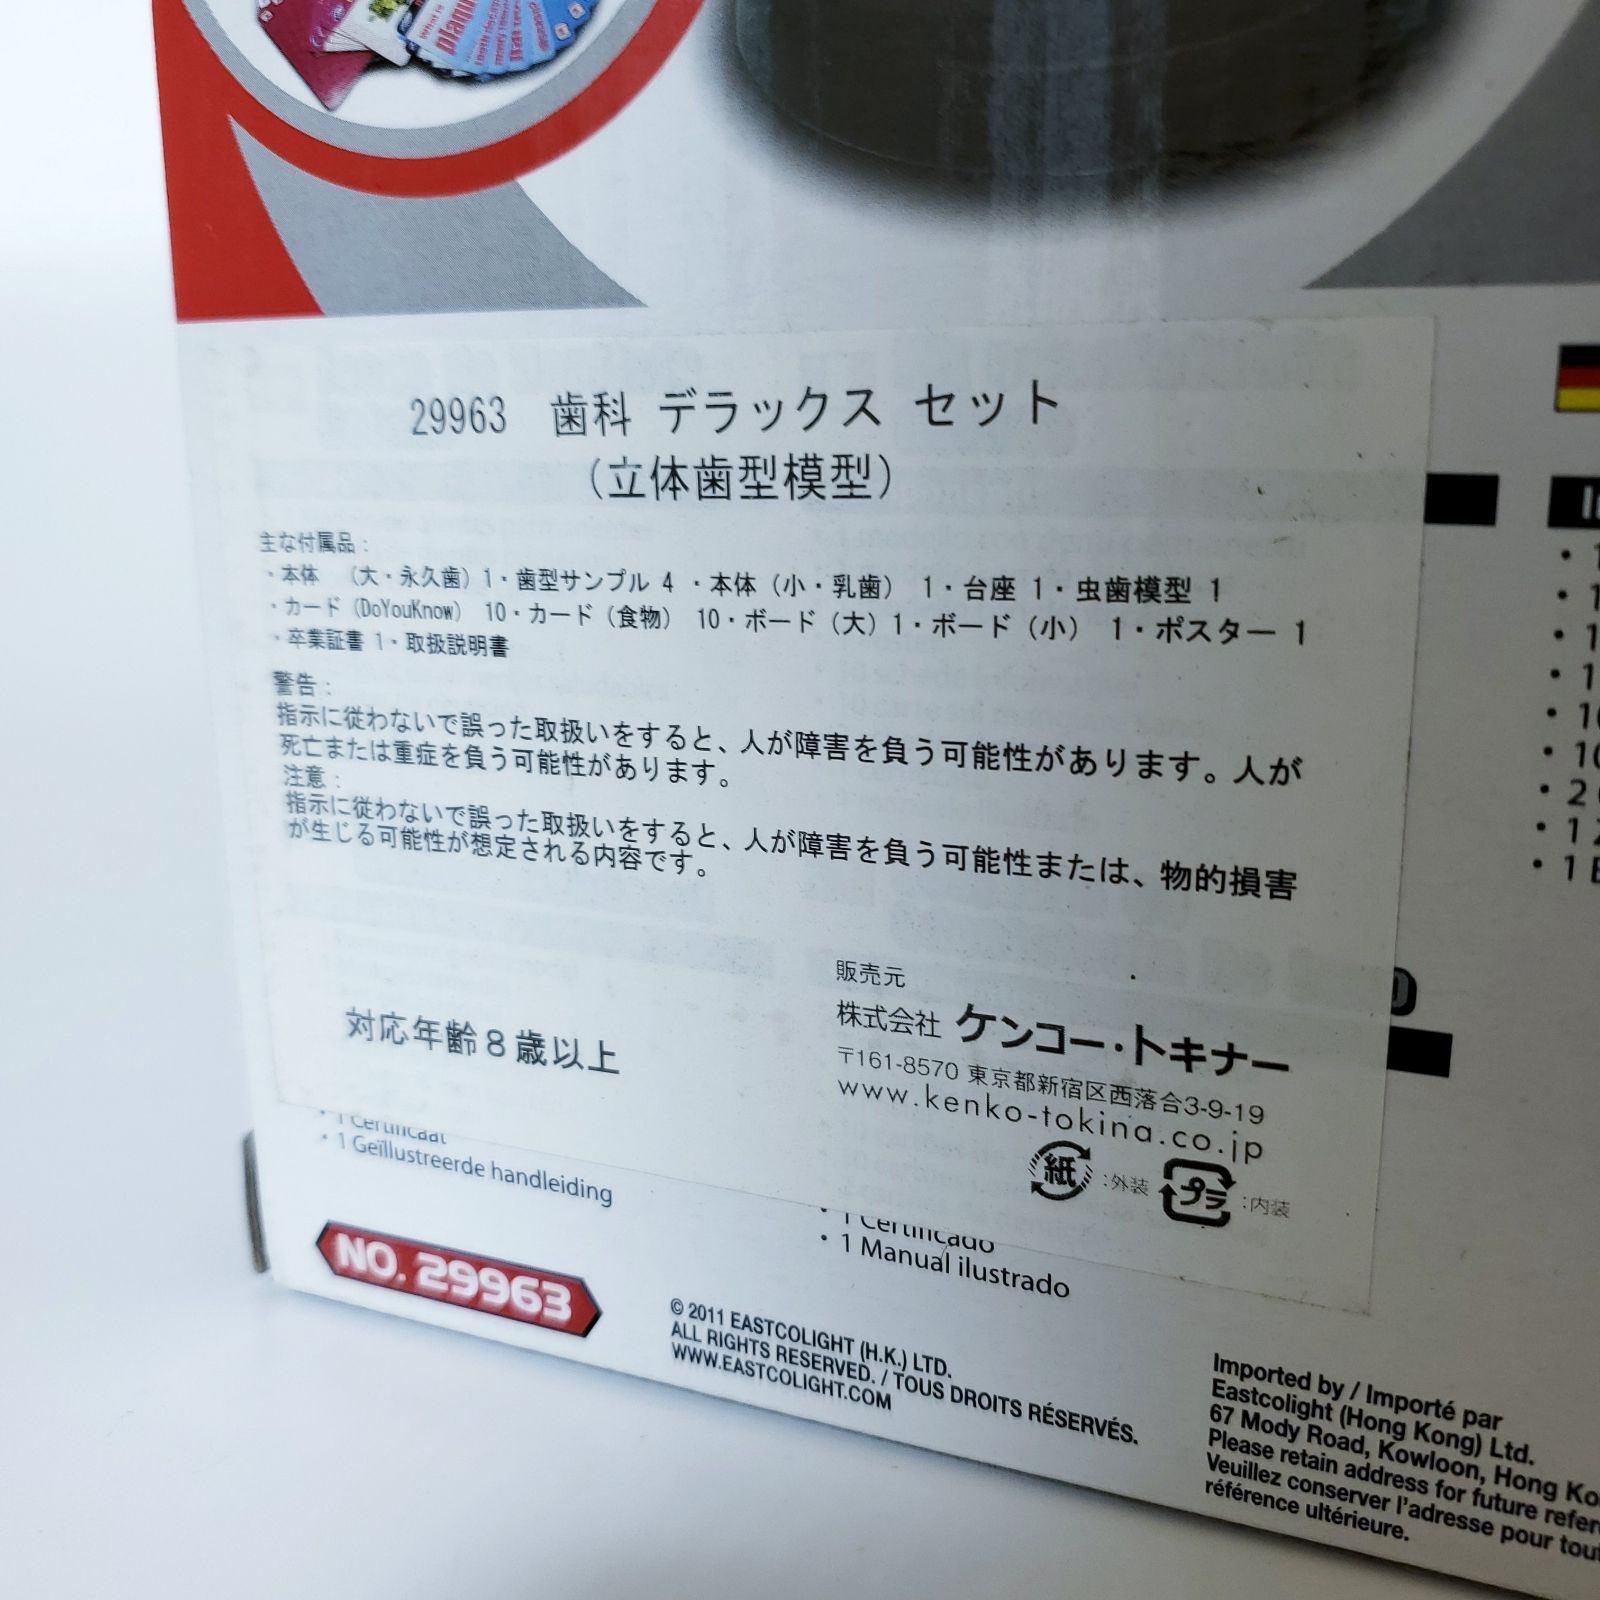 What is
plaque
29963 歯科 デラックス セット
(立体歯型模型)
主な付属品:
・本体 (大・永久歯) 1・歯型サンプル 4 ・本体(小・乳歯) 1・台座 1・虫歯模型 1
・カード(DoYouKnow) 10・カード(食物) 10・ボード(大) 1・ボード(小) 1・ポスター 1
・卒業証書 1・取扱説明書
警告:
指示に従わないで誤った取扱いをすると、人が障害を負う可能性があります。人が
死亡または重症を負う可能性があります。
注意:
指示に従わないで誤った取扱いをすると、人が障害を負う可能性または、物的損害
が生じる可能性が想定される内容です。
対応年齢8歳以上
販売元
株式会社 ケンコー・トキナー
〒161-8570 東京都新宿区西落合3-9-19
www.kenko-tokina.co.jp
紙 :外装 プラ :内装
• 1 Certificaat
• 1 Geïllustreerde handleiding
• 1 Certificado
• 1 Manual ilustrado
NO. 29963
© 2011 EASTCOLIGHT (H.K.) LTD.
ALL RIGHTS RESERVED. / TOUS DROITS RÉSERVÉS.
WWW.EASTCOLIGHT.COM
Imported by / Importé par
Eastcolight (Hong Kong) Ltd.
67 Mody Road, Kowloon, Hong Ko
Please retain address for future refer
Veuillez conserver l'adresse pour tou
référence ultérieure.